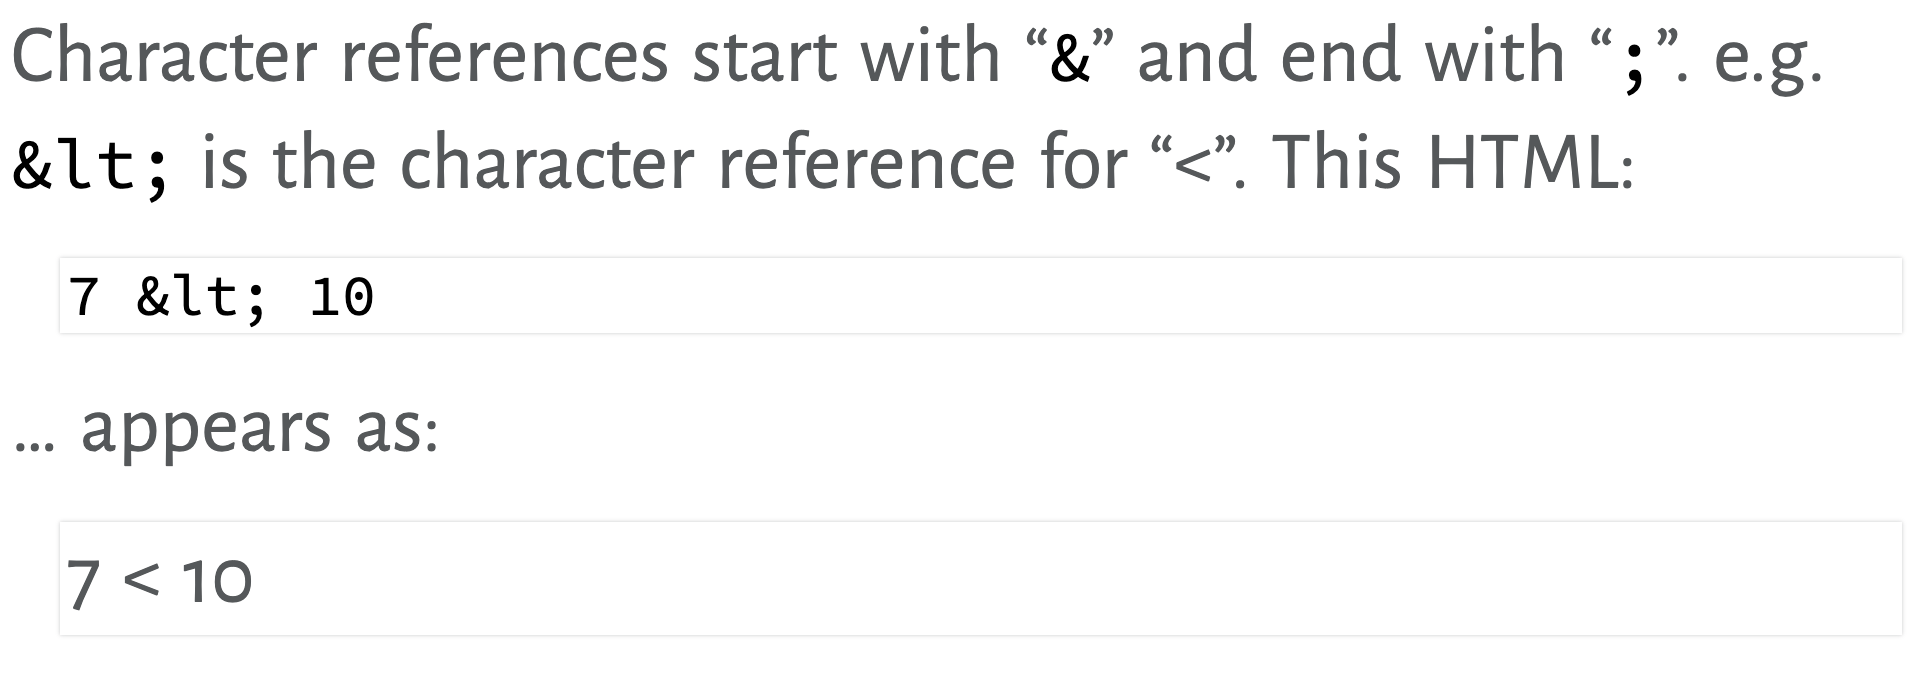 Character references start with “&” and end with “;”. e.g.
&lt; is the character reference for “<”. This HTML:
7 &lt; 10
… appears as:
7 < 10